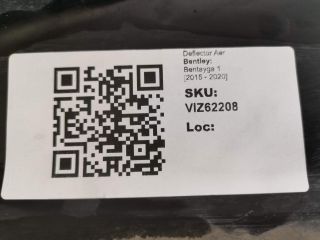 Deflector Aer
Bentley:
Bentayga 1
[2015 - 2020]
SKU:
VIZ62208
Loc: